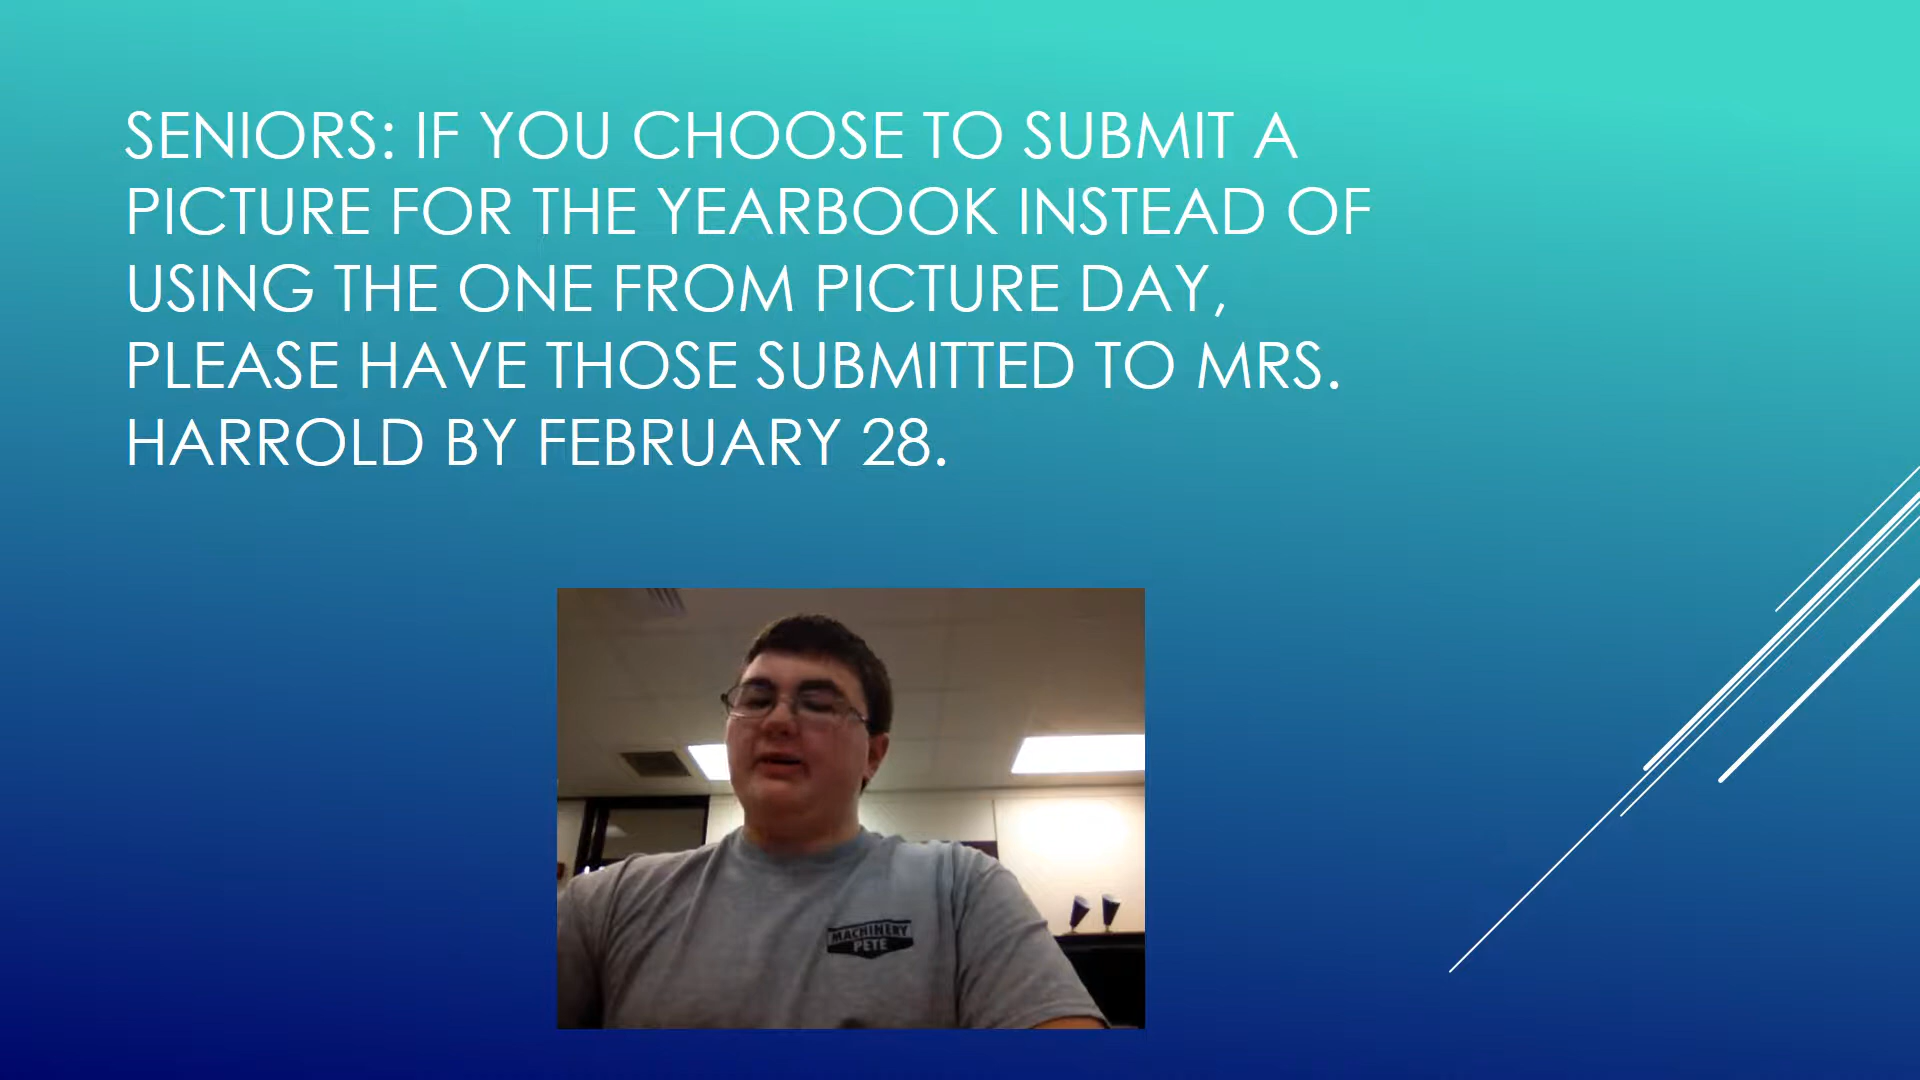 SENIORS: IF YOU CHOOSE TO SUBMIT A
PICTURE FOR THE YEARBOOK INSTEAD OF
USING THE ONE FROM PICTURE DAY,
PLEASE HAVE THOSE SUBMITTED TO MRS.
HARROLD BY FEBRUARY 28.
MACHINERY
PETE